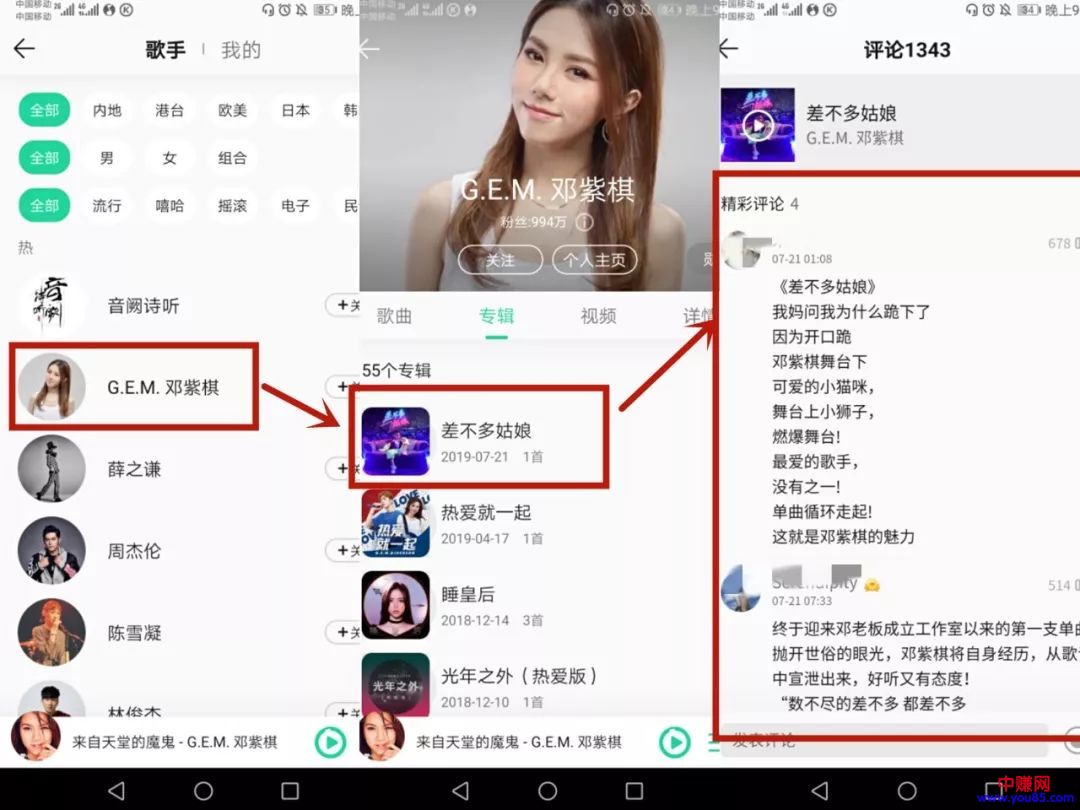 中国移动
中国移动
85
晚上
歌手
我的
全部 内地 港台 欧美 日本 韩
全部 男 女 组合
全部 流行 嘻哈 摇滚 电子 民
热
音阙诗听
+关
G.E.M. 邓紫棋
薛之谦
+关
周杰伦
+关
陈雪凝
+关
林俊杰
来自天堂的魔鬼 - G.E.M. 邓紫棋
G.E.M. 邓紫棋
粉丝:994万
关注
个人主页
歌曲 专辑 视频 详情
55个专辑
差不多姑娘
2019-07-21 1首
热爱就一起
2019-04-17 1首
睡皇后
2018-12-14 3首
光年之外（热爱版）
2018-12-10 1首
来自天堂的魔鬼 - G.E.M. 邓紫棋
中国移动
中国移动
84
晚上9
评论1343
差不多姑娘
G.E.M. 邓紫棋
精彩评论 4
678
07-21 01:08
《差不多姑娘》
我妈问我为什么跪下了
因为开口跪
邓紫棋舞台下
可爱的小猫咪，
舞台上小狮子，
燃爆舞台!
最爱的歌手，
没有之一!
单曲循环走起!
这就是邓紫棋的魅力
Serendipity
514
07-21 07:33
终于迎来邓老板成立工作室以来的第一支单曲
抛开世俗的眼光，邓紫棋将自身经历，从歌
中宣泄出来，好听又有态度！
“数不尽的差不多 都差不多
发表评论
中赚网
www.you85.com